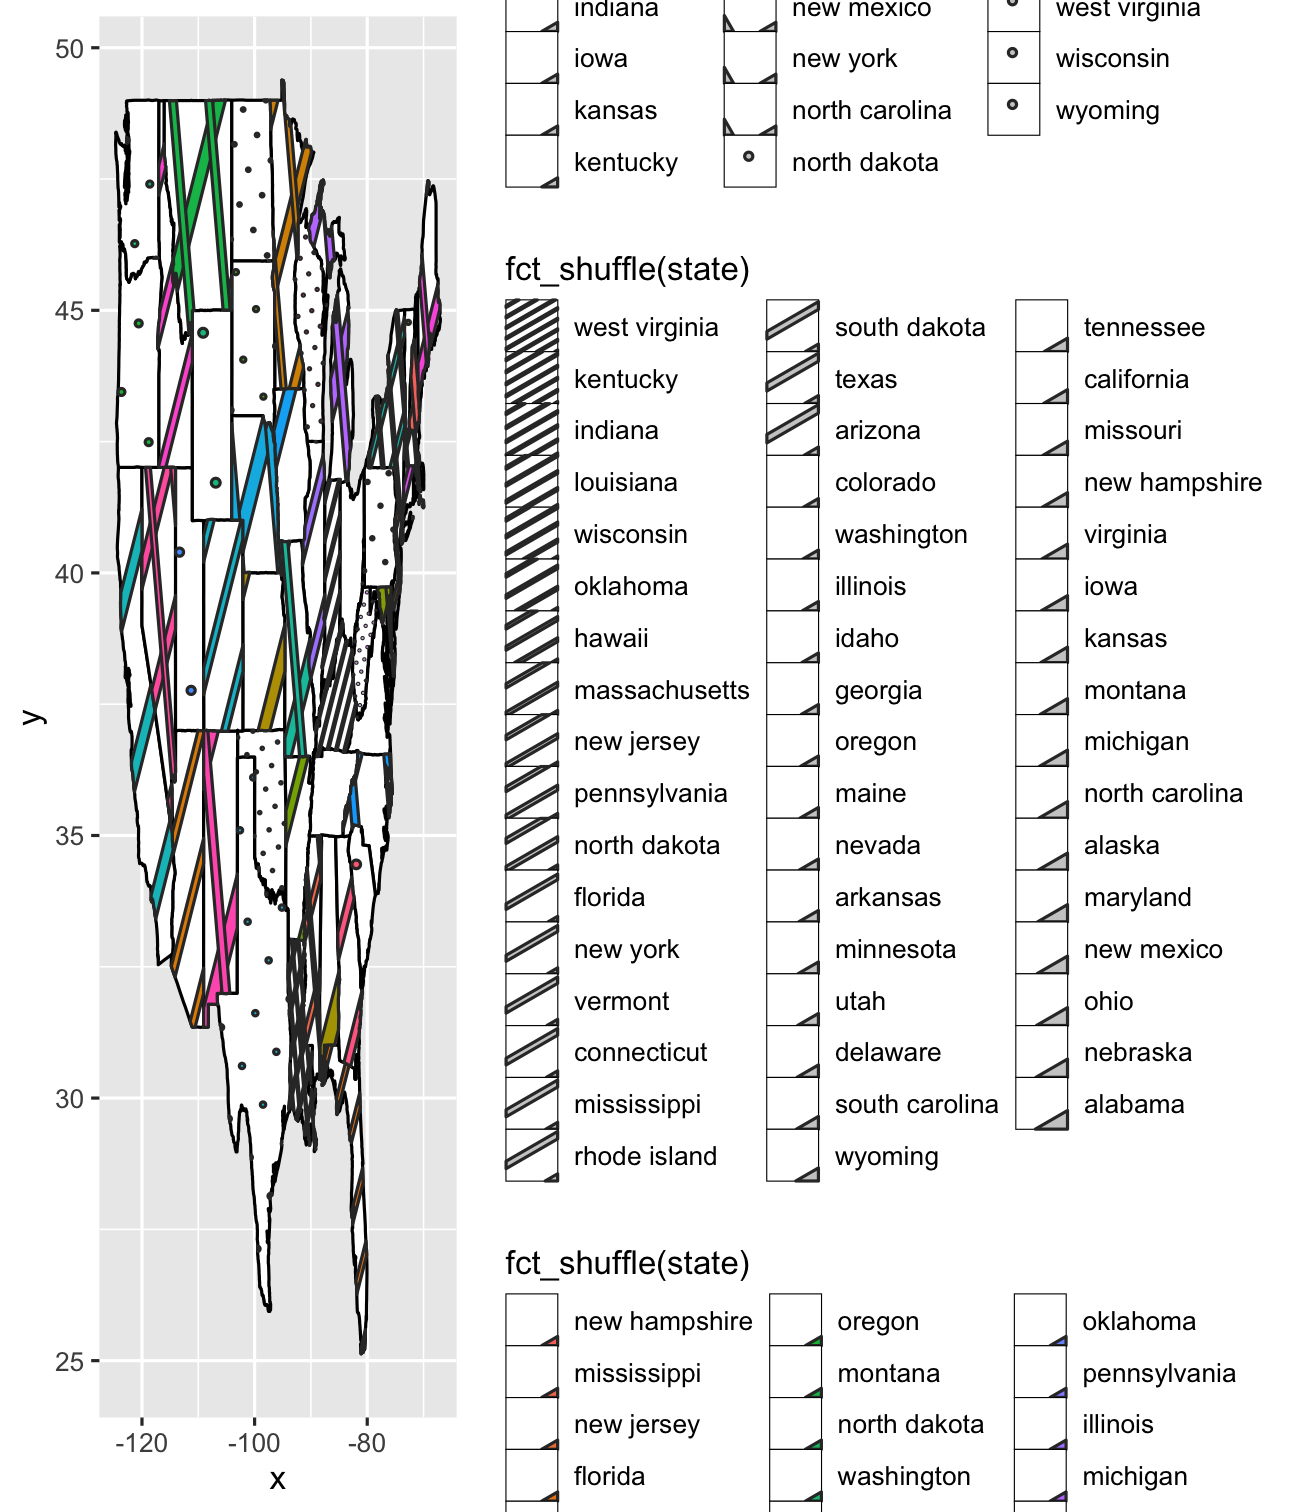 indiana
iowa
kansas
kentucky
new mexico
new york
north carolina
north dakota
west virginia
wisconsin
wyoming
50
45
40
35
30
25
y
-120
-100
-80
x
fct_shuffle(state)
west virginia
kentucky
indiana
louisiana
wisconsin
oklahoma
hawaii
massachusetts
new jersey
pennsylvania
north dakota
florida
new york
vermont
connecticut
mississippi
rhode island
south dakota
texas
arizona
colorado
washington
illinois
idaho
georgia
oregon
maine
nevada
arkansas
minnesota
utah
delaware
south carolina
wyoming
tennessee
california
missouri
new hampshire
virginia
iowa
kansas
montana
michigan
north carolina
alaska
maryland
new mexico
ohio
nebraska
alabama
fct_shuffle(state)
new hampshire
mississippi
new jersey
florida
oregon
montana
north dakota
washington
oklahoma
pennsylvania
illinois
michigan